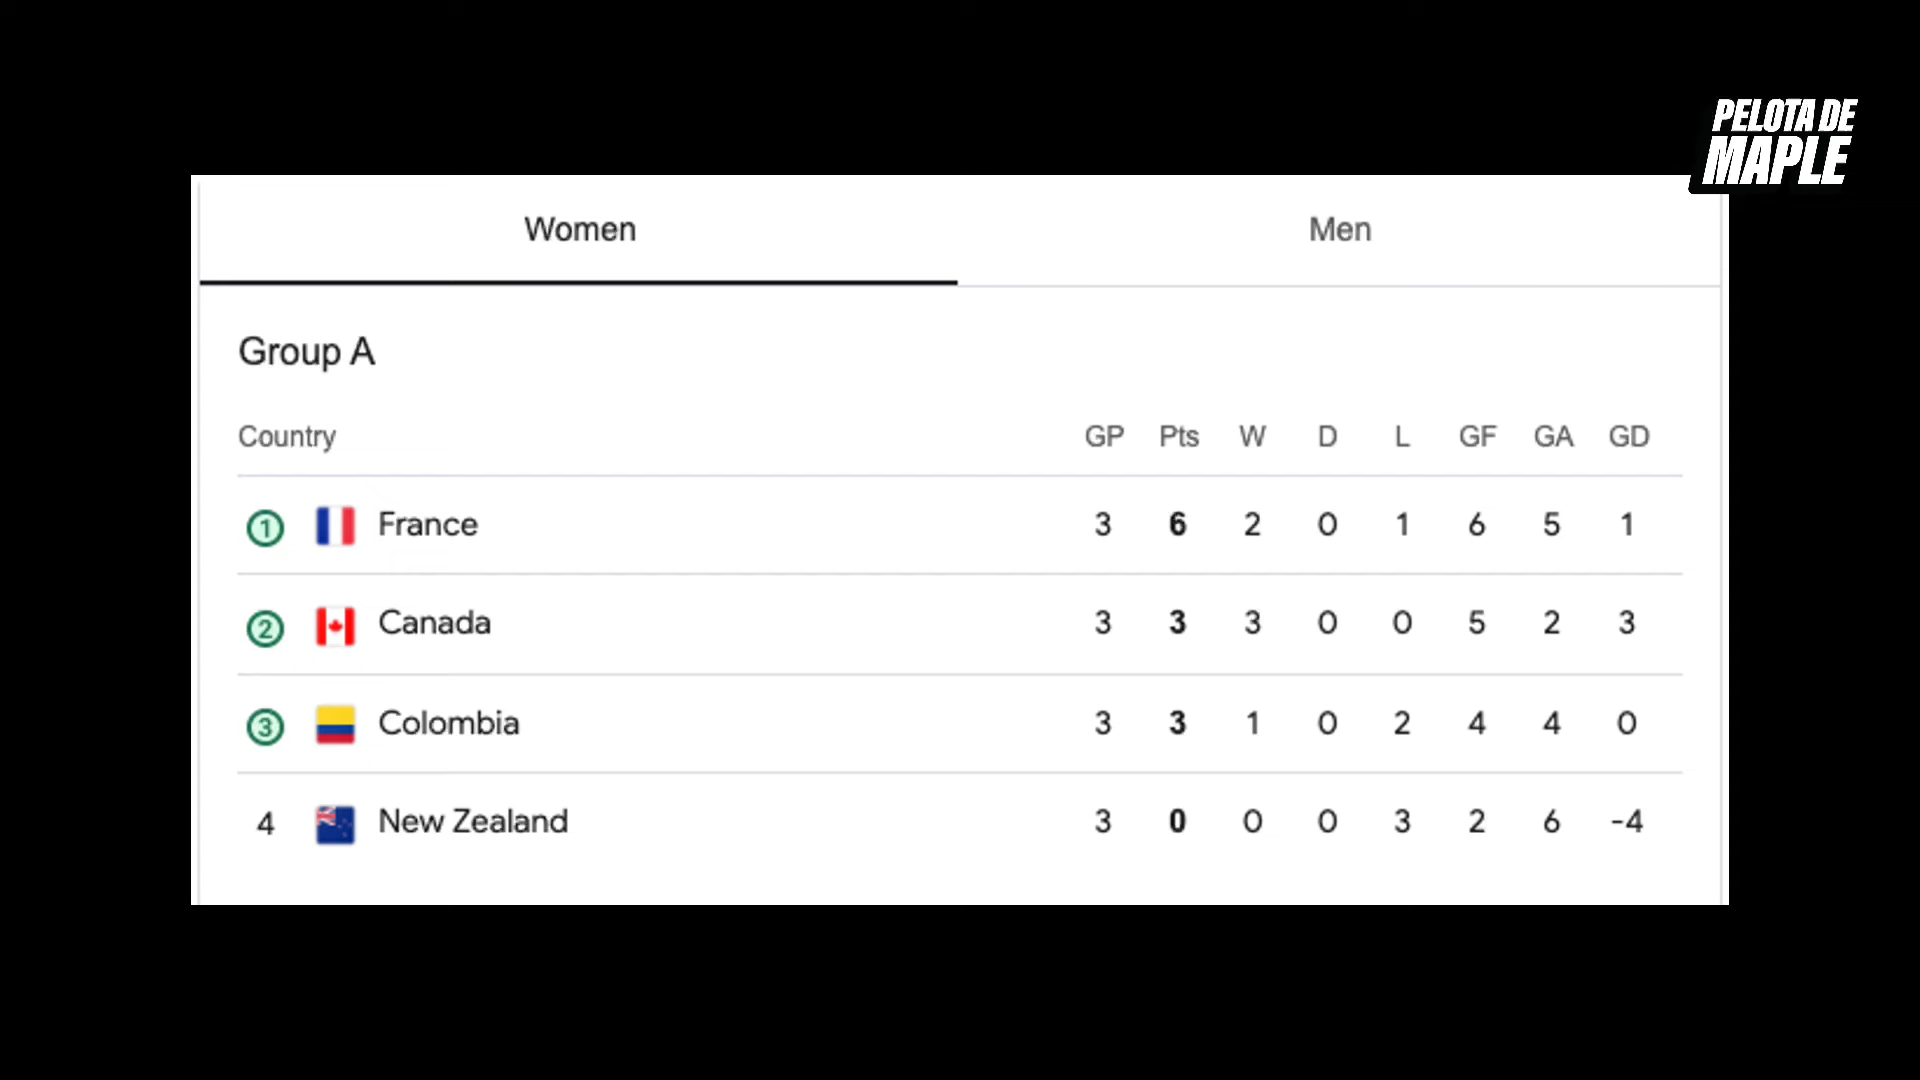 PELOTA DE
MAPLE
Women Men
Group A
Country GP Pts W D L GF GA GD
1 France 3 6 2 0 1 6 5 1
2 Canada 3 3 3 0 0 5 2 3
3 Colombia 3 3 1 0 2 4 4 0
4 New Zealand 3 0 0 0 3 2 6 -4